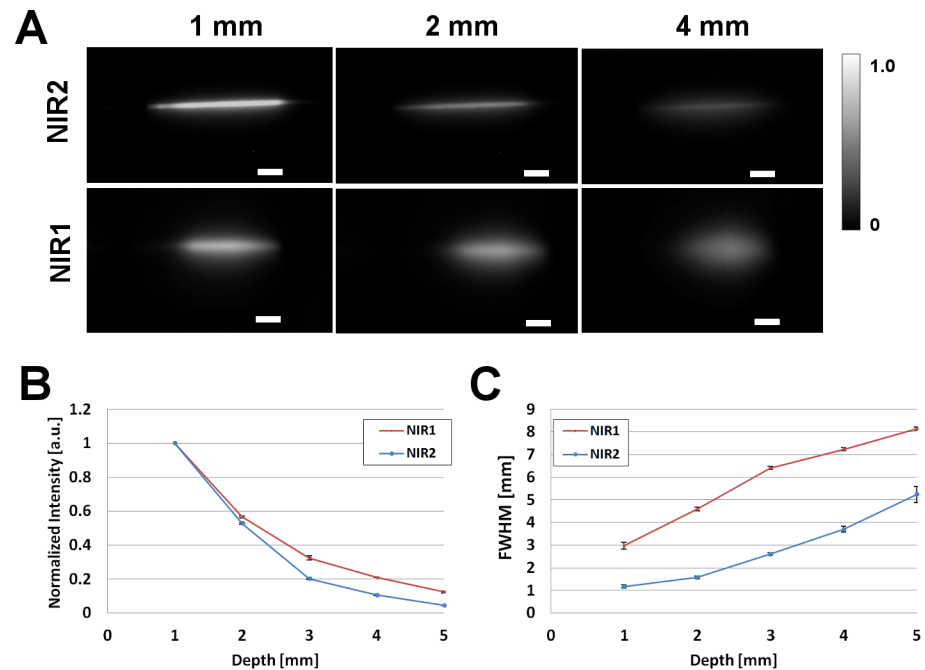 A
1 mm
2 mm
4 mm
NIR2
NIR1
1.0
0
B
Normalized Intensity [a.u.]
1.2
1
0.8
0.6
0.4
0.2
0
0
1
2
3
4
5
Depth [mm]
NIR1
NIR2
C
FWHM [mm]
9
8
7
6
5
4
3
2
1
0
0
1
2
3
4
5
Depth [mm]
NIR1
NIR2